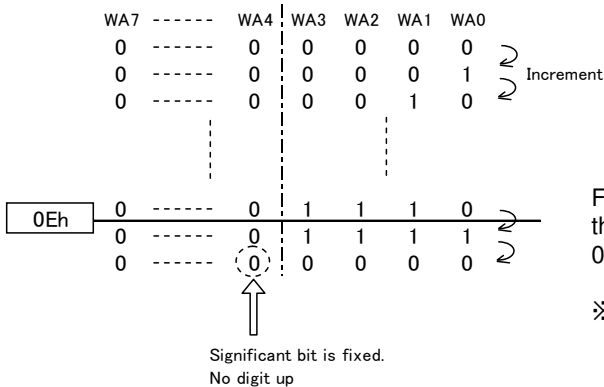 WA7 ------ WA4 WA3 WA2 WA1 WA0
0 ------ 0 0 0 0 0
0 ------ 0 0 0 0 1
Increment
0 ------ 0 0 0 1 0
0 ------ 0 1 1 1 0
0Eh
0 ------ 0 1 1 1 1
0 ------ 0 0 0 0 0
Significant bit is fixed.
No digit up
F
th
0
※